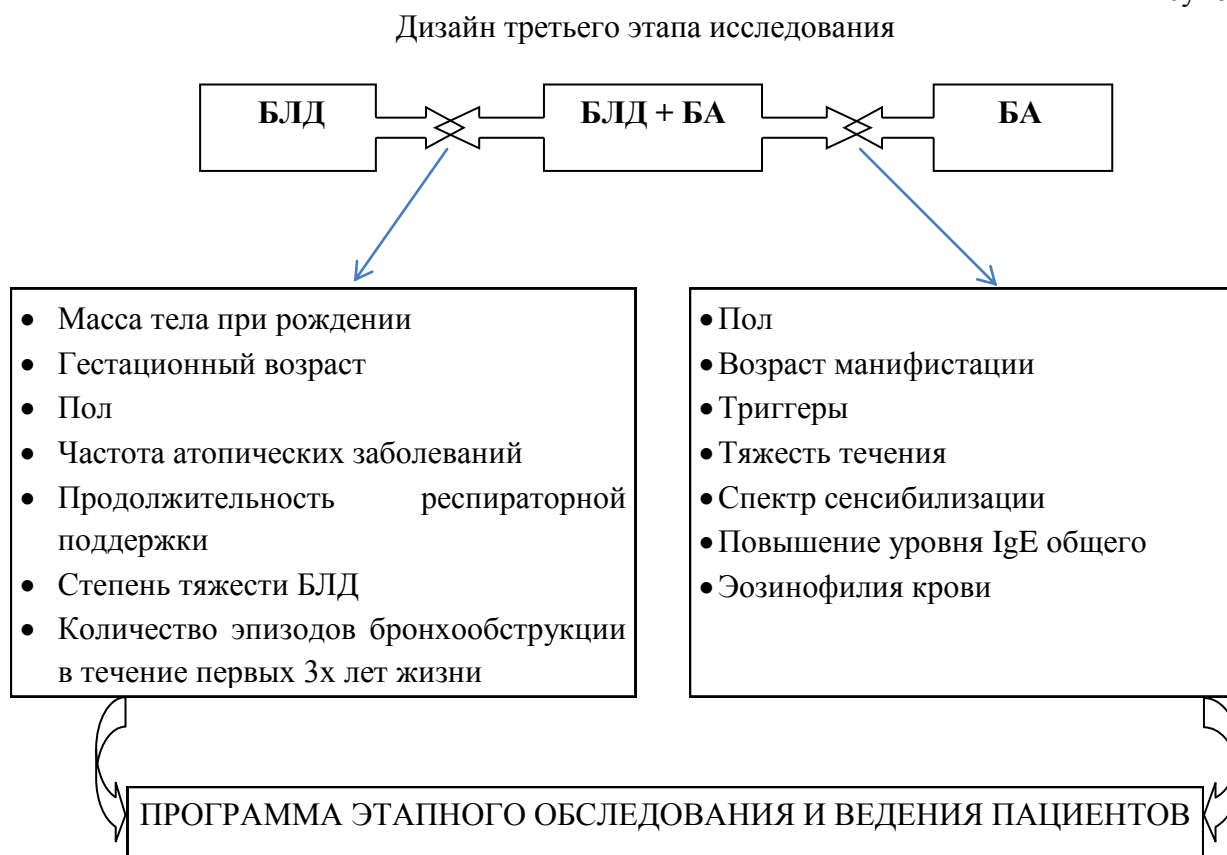 Дизайн третьего этапа исследования
БЛД
БЛД + БА
БА
• Масса тела при рождении
• Гестационный возраст
• Пол
• Частота атопических заболеваний
• Продолжительность респираторной
поддержки
• Степень тяжести БЛД
• Количество эпизодов бронхообструкции
в течение первых 3х лет жизни
• Пол
• Возраст манифистации
• Триггеры
• Тяжесть течения
• Спектр сенсибилизации
• Повышение уровня IgE общего
• Эозинофилия крови
ПРОГРАММА ЭТАПНОГО ОБСЛЕДОВАНИЯ И ВЕДЕНИЯ ПАЦИЕНТОВ